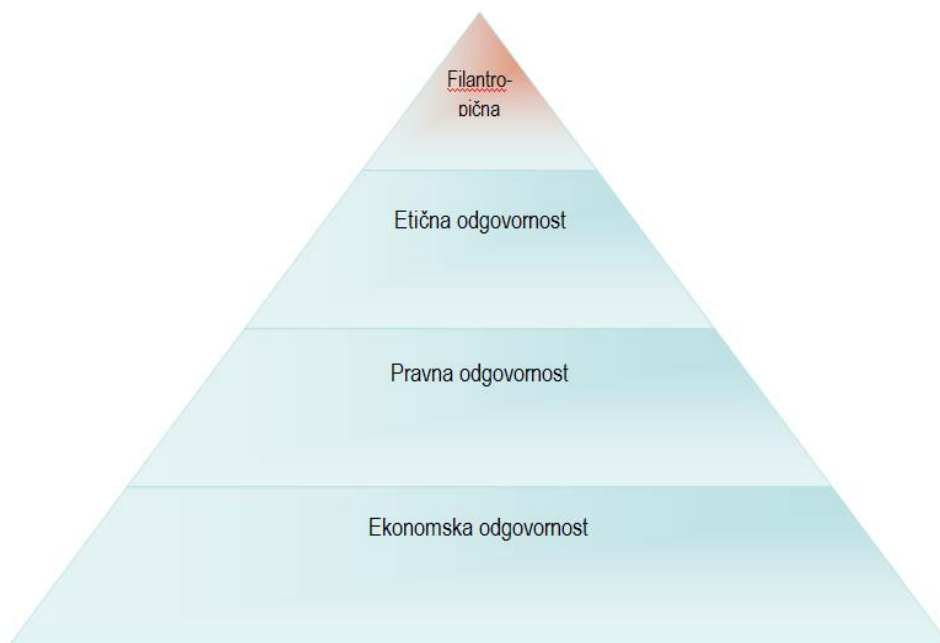 Filantro-
pična
Etična odgovornost
Pravna odgovornost
Ekonomska odgovornost